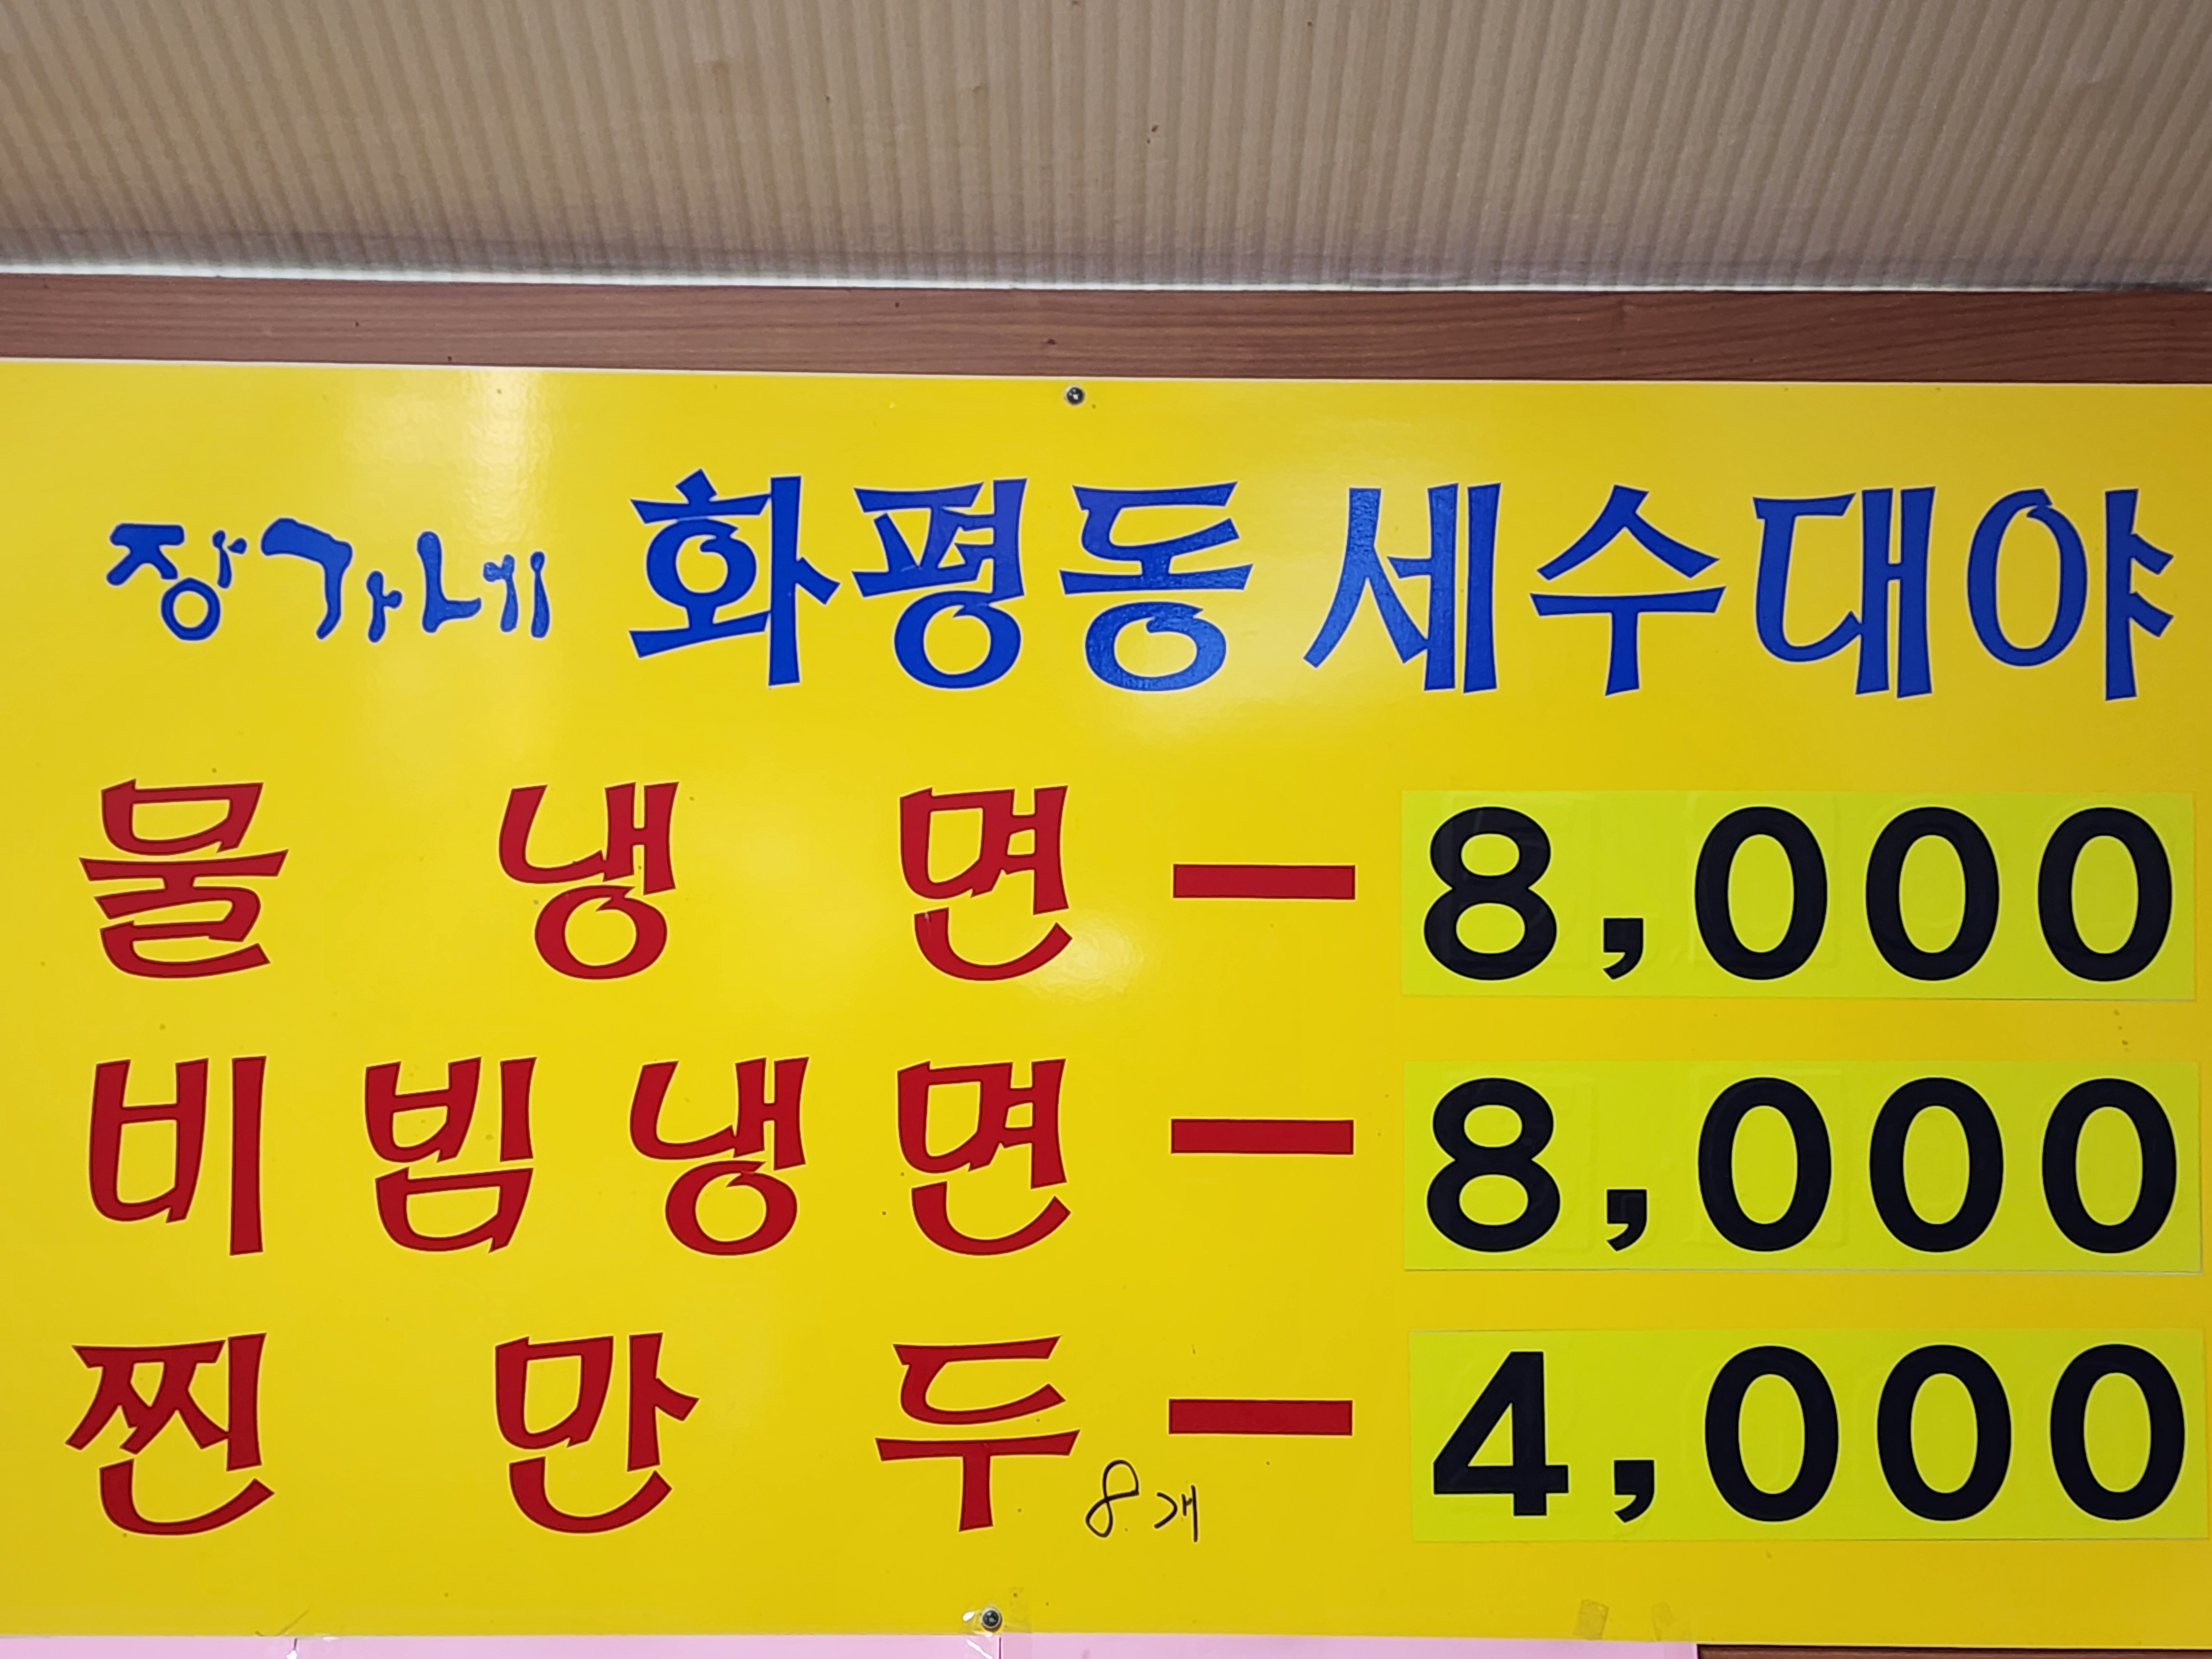 장가네 화평동 세수대야
물 냉 면 - 8,000
비 빔 냉 면 - 8,000
찐 만 두 8개 - 4,000